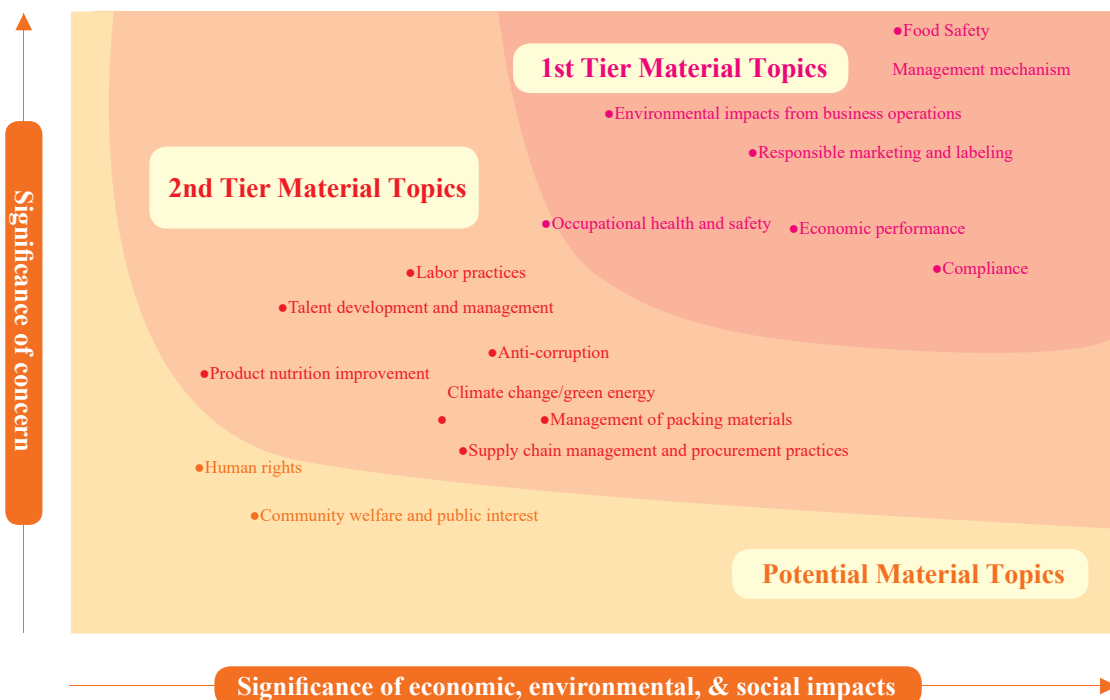 ●Food Safety
1st Tier Material Topics
Management mechanism
●Environmental impacts from business operations
●Responsible marketing and labeling
2nd Tier Material Topics
●Occupational health and safety
●Economic performance
●Compliance
●Labor practices
●Talent development and management
●Anti-corruption
●Product nutrition improvement
Climate change/green energy
●
●Management of packing materials
●Supply chain management and procurement practices
●Human rights
●Community welfare and public interest
Potential Material Topics
Significance of concern
Significance of economic, environmental, & social impacts